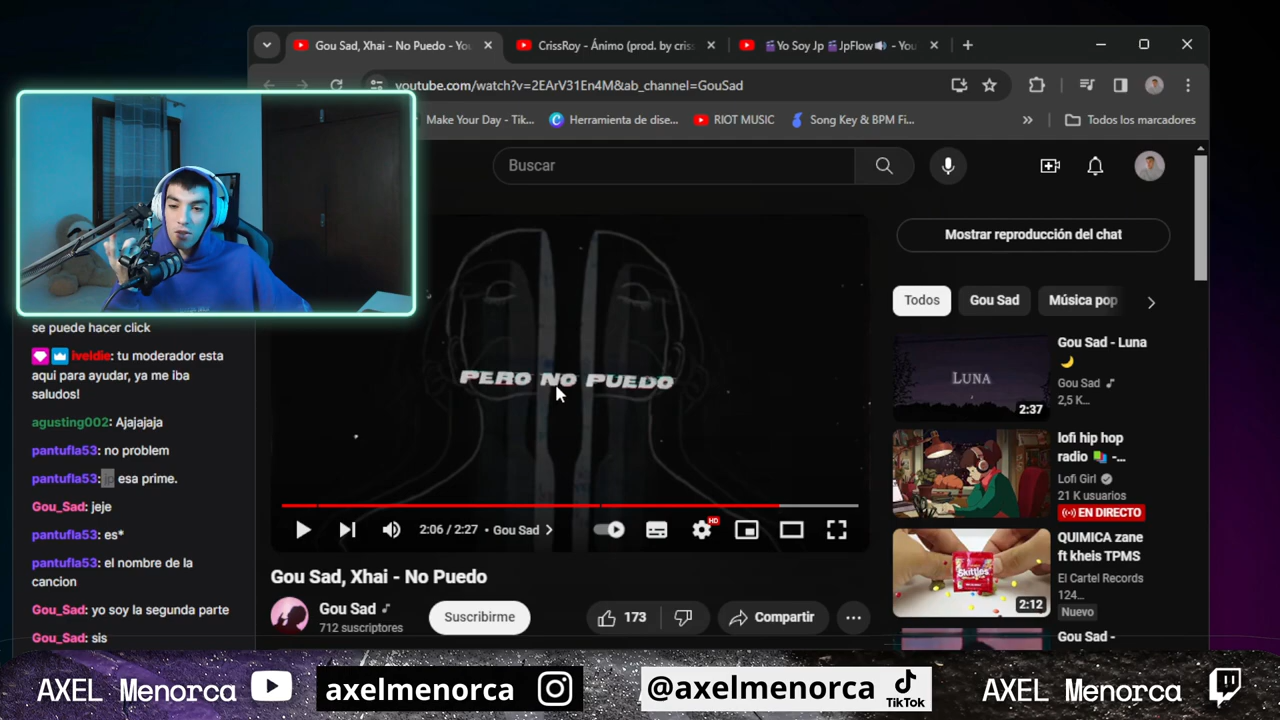 Gou Sad, Xhai - No Puedo - You
CrissRoy - Ánimo (prod. by cris
Yo Soy Jp JpFlow - You
youtube.com/watch?v=2EArV31En4M&ab_channel=GouSad
Make Your Day - Tik...
Herramienta de dise...
RIOT MUSIC
Song Key & BPM Fi...
»
Todos los marcadores
Buscar
Mostrar reproducción del chat
Todos
Gou Sad
Música pop
PERO NO PUEDO
2:06 / 2:27 • Gou Sad
HD
Gou Sad, Xhai - No Puedo
Gou Sad
712 suscriptores
Suscribirme
173
Compartir
LUNA
2:37
Gou Sad - Luna
Gou Sad
2,5 K...
lofi hip hop
radio -...
Lofi Girl
21 K usuarios
EN DIRECTO
Skittles
2:12
QUIMICA zane
ft kheis TPMS
El Cartel Records
124...
Nuevo
Gou Sad -
se puede hacer click
iveldie: tu moderador esta
aqui para ayudar, ya me iba
saludos!
agusting002: Ajajajaja
pantufla53: no problem
pantufla53: esa prime.
Gou_Sad: jeje
pantufla53: es*
pantufla53: el nombre de la
cancion
Gou_Sad: yo soy la segunda parte
Gou_Sad: sis
AXEL Menorca
axelmenorca
@axelmenorca
TikTok
AXEL Menorca